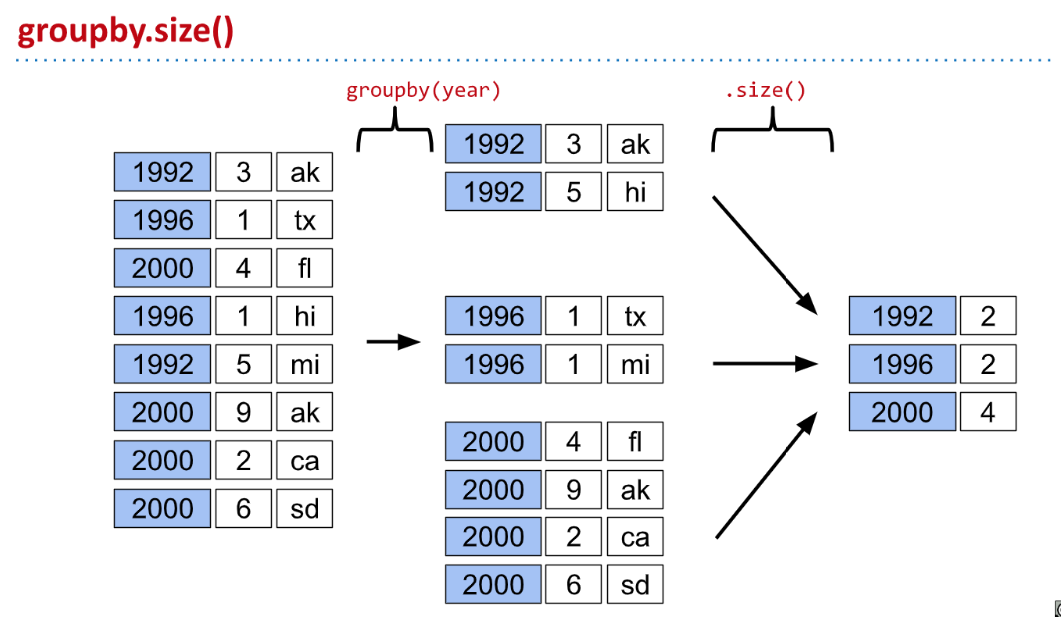 groupby.size()
groupby(year)
.size()
1992 3 ak
1996 1 tx
2000 4 fl
1996 1 hi
1992 5 mi
2000 9 ak
2000 2 ca
2000 6 sd
1992 3 ak
1992 5 hi
1996 1 tx
1996 1 mi
2000 4 fl
2000 9 ak
2000 2 ca
2000 6 sd
1992 2
1996 2
2000 4